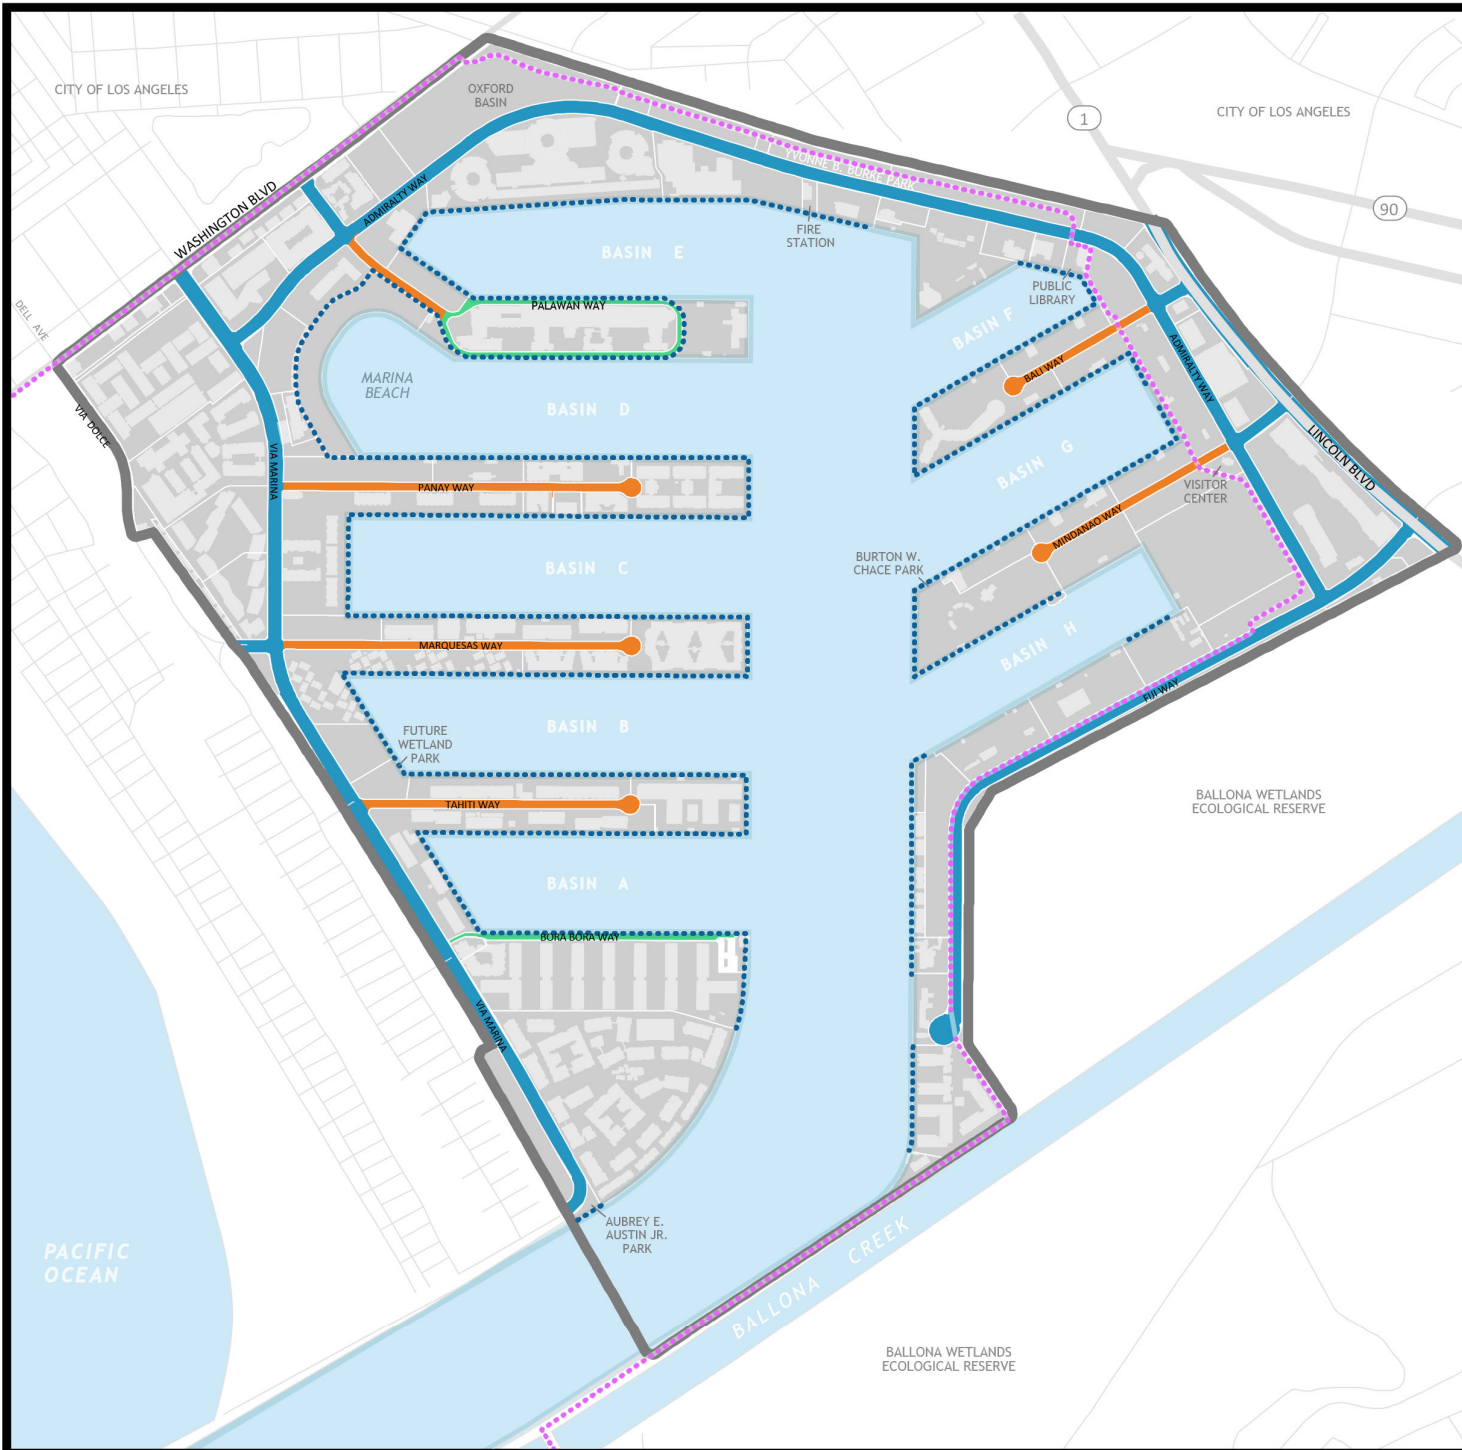 CITY OF LOS ANGELES
OXFORD
BASIN
1
CITY OF LOS ANGELES
90
YVONNE B. BURKE PARK
WASHINGTON BLVD
ADMIRALTY WAY
FIRE
STATION
BASIN E
PUBLIC
LIBRARY
PALAWAN WAY
BASIN F
DELL AVE
MARINA
BEACH
BALI WAY
ADMIRALTY WAY
BASIN D
VIA DOLCE
VIA MARINA
BASIN G
LINCOLN BLVD
PANAY WAY
VISITOR
CENTER
MINDANAO WAY
BURTON W.
CHACE PARK
BASIN C
MARQUESAS WAY
BASIN H
FIJI WAY
FUTURE
WETLAND
PARK
BASIN B
TAHITI WAY
BALLONA WETLANDS
ECOLOGICAL RESERVE
BASIN A
BORA BORA WAY
VIA MARINA
AUBREY E.
AUSTIN JR.
PARK
PACIFIC
OCEAN
BALLONA CREEK
BALLONA WETLANDS
ECOLOGICAL RESERVE